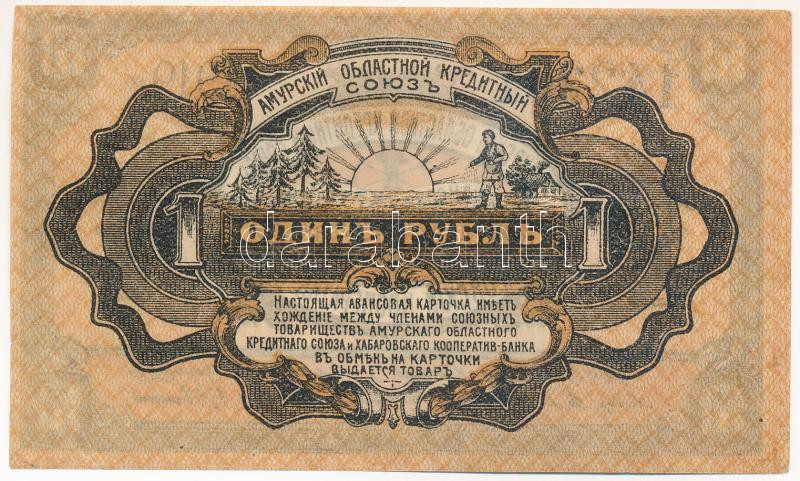 АМУРСКІЙ ОБЛАСТНОЙ КРЕДИТНЫЙ
СОЮЗЪ
1 ОДИНЪ РУБЛЬ 1
darabanth
НАСТОЯЩАЯ АВАНСОВАЯ КАРТОЧКА ИМѢЕТЪ
ХОЖДЕНІЕ МЕЖДУ ЧЛЕНАМИ СОЮЗНЫХЪ
ТОВАРИЩЕСТВЪ АМУРСКАГО ОБЛАСТНОГО
КРЕДИТНАГО СОЮЗА И ХАБАРОВСКАГО КООПЕРАТИВ-БАНКА
ВЪ ОБМѢНЪ НА КАРТОЧКИ
ВЫДАЕТСЯ ТОВАРЪ